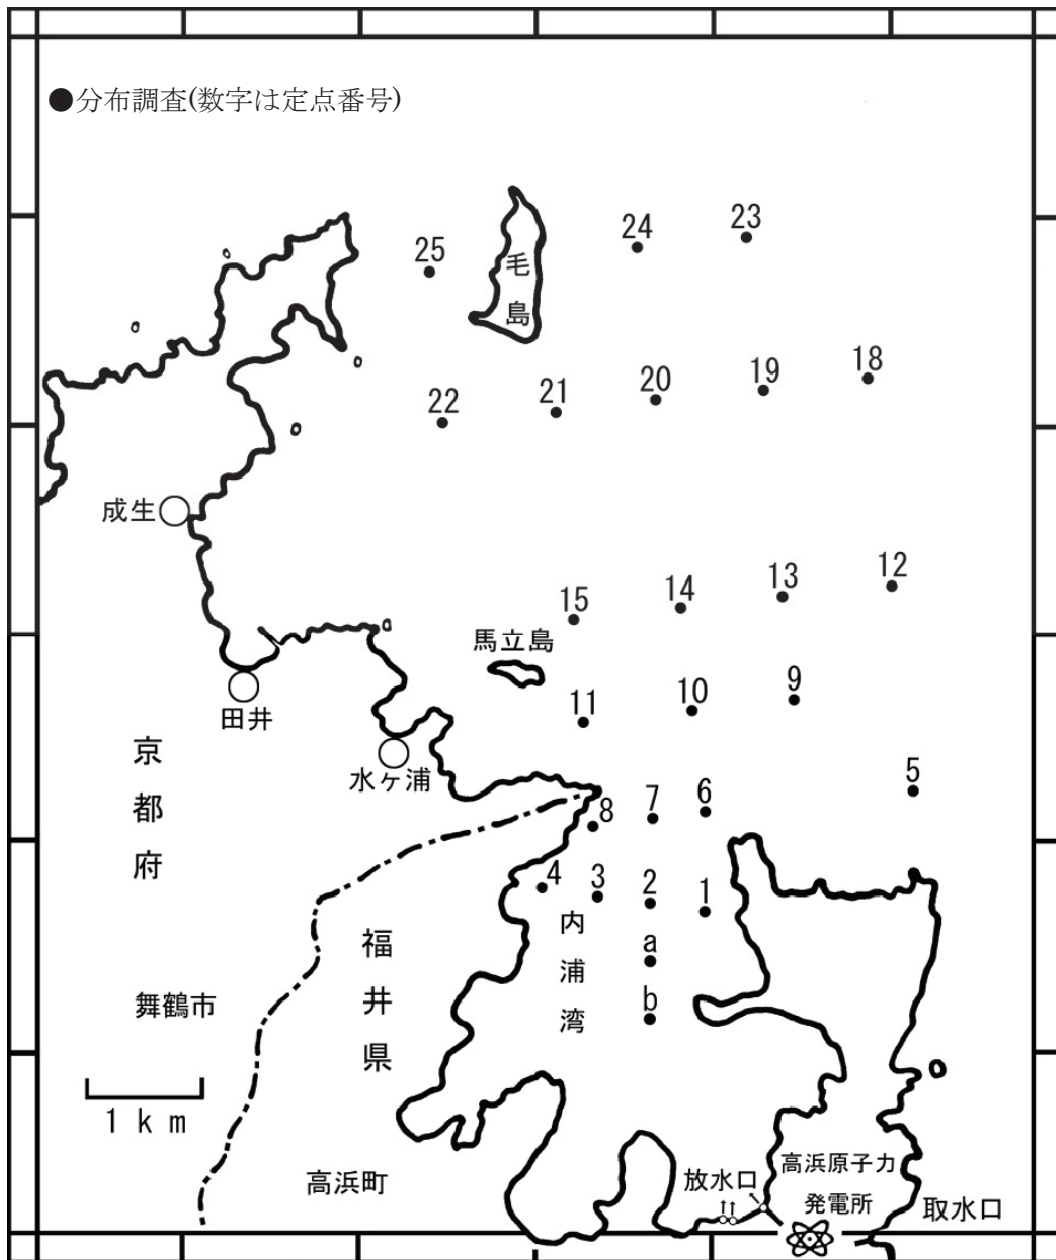 ●分布調査(数字は定点番号)
23
24
25
毛島
18
19
20
21
22
成生
12
13
14
15
馬立島
田井
9
10
11
水ヶ浦
京都府
5
6
7
8
4
3
2
1
内浦湾
a
b
福井県
舞鶴市
1km
高浜町
放水口
高浜原子力
発電所
取水口